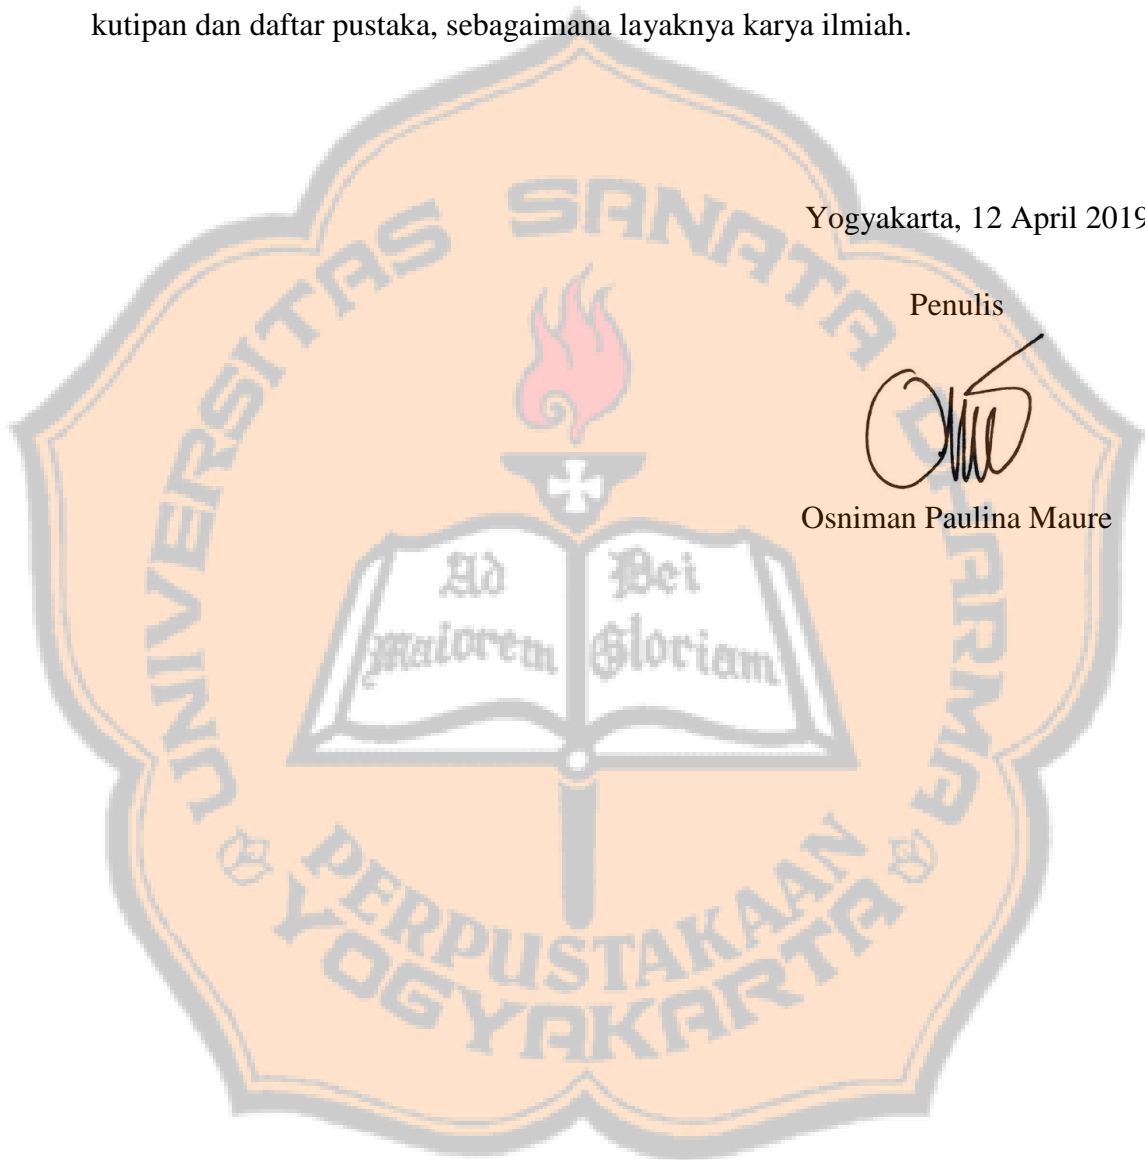 kutipan dan daftar pustaka, sebagaimana layaknya karya ilmiah.
Yogyakarta, 12 April 2019
Penulis
Osniman Paulina Maure
UNIVERSITAS SANATA DHARMA
Ad
maiorem
Dei
Gloriam
PERPUSTAKAAN
YOGYAKARTA